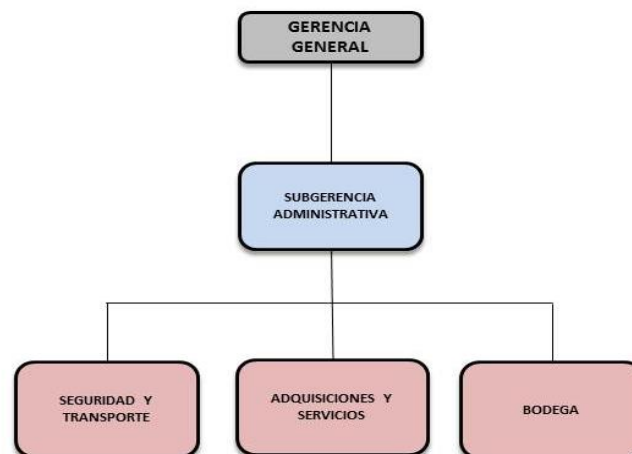 GERENCIA
GENERAL
SUBGERENCIA
ADMINISTRATIVA
SEGURIDAD Y
TRANSPORTE
ADQUISICIONES Y
SERVICIOS
BODEGA